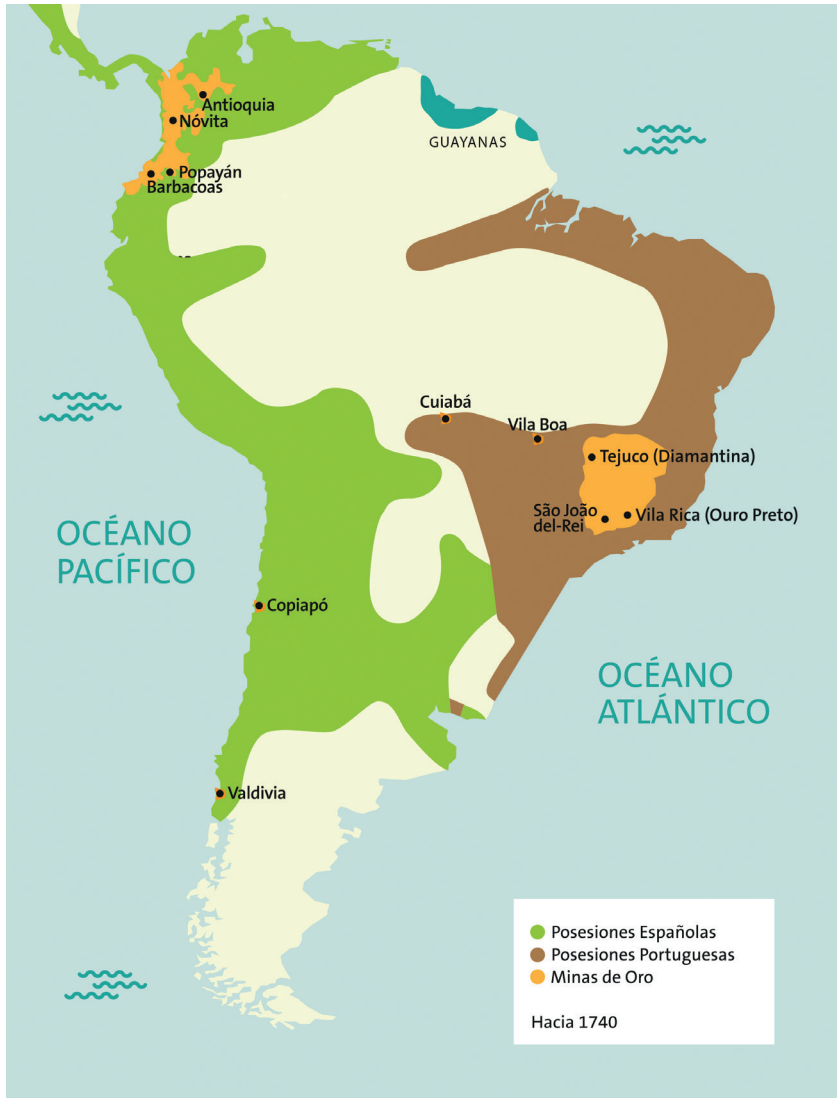 Antioquia
Nóvita
Popayán
Barbacoas
GUAYANAS
Cuiabá
Vila Boa
Tejuco (Diamantina)
São João
del-Rei
Vila Rica (Ouro Preto)
OCÉANO
PACÍFICO
Copiapó
OCÉANO
ATLÁNTICO
Valdivia
Posesiones Españolas
Posesiones Portuguesas
Minas de Oro
Hacia 1740